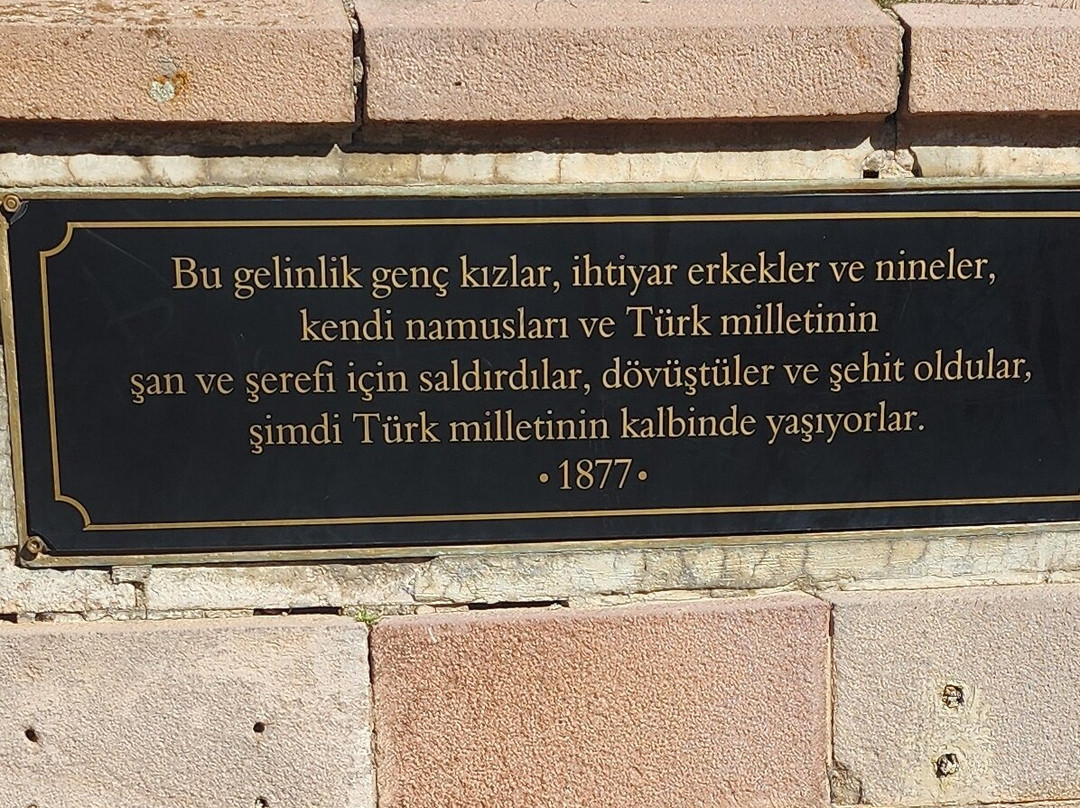 Bu gelinlik genç kızlar, ihtiyar erkekler ve nineler,
kendi namusları ve Türk milletinin
şan ve şerefi için saldırdılar, dövüştüler ve şehit oldular,
şimdi Türk milletinin kalbinde yaşıyorlar.
• 1877 •